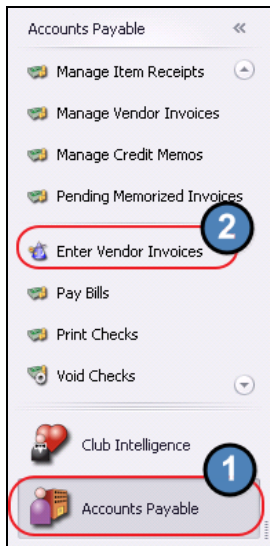 Accounts Payable «
Manage Item Receipts
Manage Vendor Invoices
Manage Credit Memos
Pending Memorized Invoices
2
Enter Vendor Invoices
Pay Bills
Print Checks
Void Checks
Club Intelligence
1
Accounts Payable